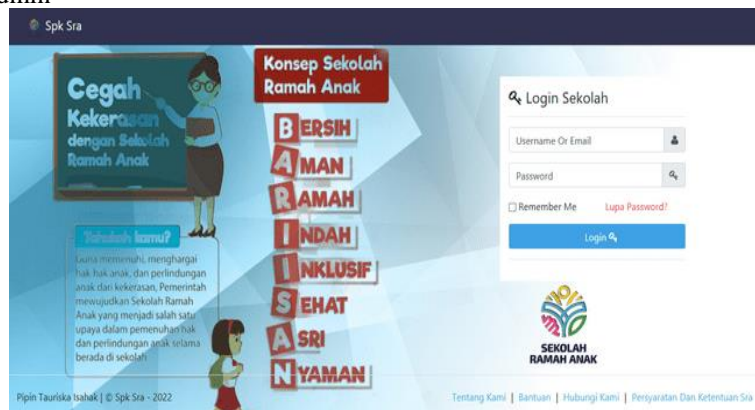 Spk Sra
Cegah
Kekerasan
dengan Sekolah
Ramah Anak
Tahukah kamu?
Guna memenuhi, menghargai
hak hak anak, dan perlindungan
anak dari kekerasan, Pemerintah
mewujudkan Sekolah Ramah
Anak yang menjadi salah satu
upaya dalam pemenuhan hak
dan perlindungan anak selama
berada di sekolah
Konsep Sekolah
Ramah Anak
BERSIH
AMAN
RAMAH
INDAH
INKLUSIF
SEHAT
ASRI
NYAMAN
Login Sekolah
Username Or Email
Password
Remember Me Lupa Password?
Login
SEKOLAH
RAMAH ANAK
Pipin Tauriska Isahak | © Spk Sra - 2022
Tentang Kami | Bantuan | Hubungi Kami | Persyaratan Dan Ketentuan Sra